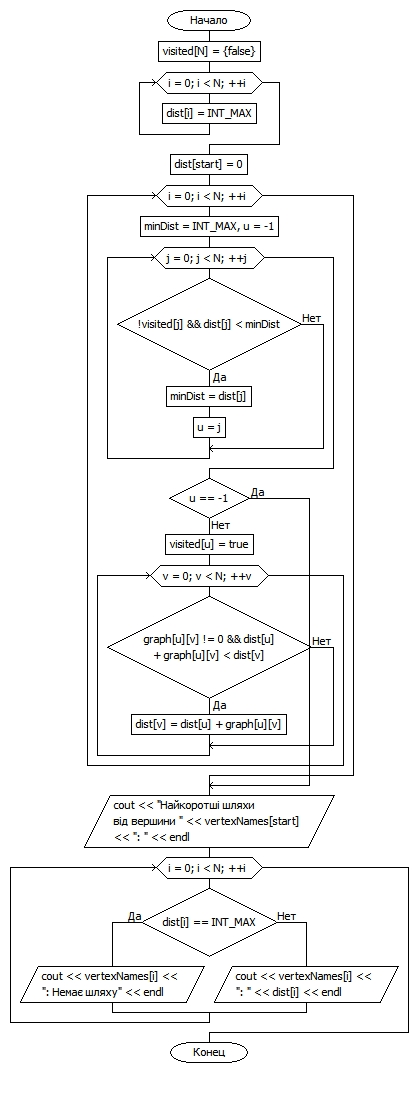 Начало
visited[N] = {false}
i = 0; i < N; ++i
dist[i] = INT_MAX
dist[start] = 0
i = 0; i < N; ++i
minDist = INT_MAX, u = -1
j = 0; j < N; ++j
!visited[j] && dist[j] < minDist
Нет
Да
minDist = dist[j]
u = j
u == -1
Да
Нет
visited[u] = true
v = 0; v < N; ++v
graph[u][v] != 0 && dist[u]
+ graph[u][v] < dist[v]
Нет
Да
dist[v] = dist[u] + graph[u][v]
cout << "Найкоротші шляхи
від вершини " << vertexNames[start]
<< ": " << endl
i = 0; i < N; ++i
Да
dist[i] == INT_MAX
Нет
cout << vertexNames[i] <<
": Немає шляху" << endl
cout << vertexNames[i] <<
": " << dist[i] << endl
Конец